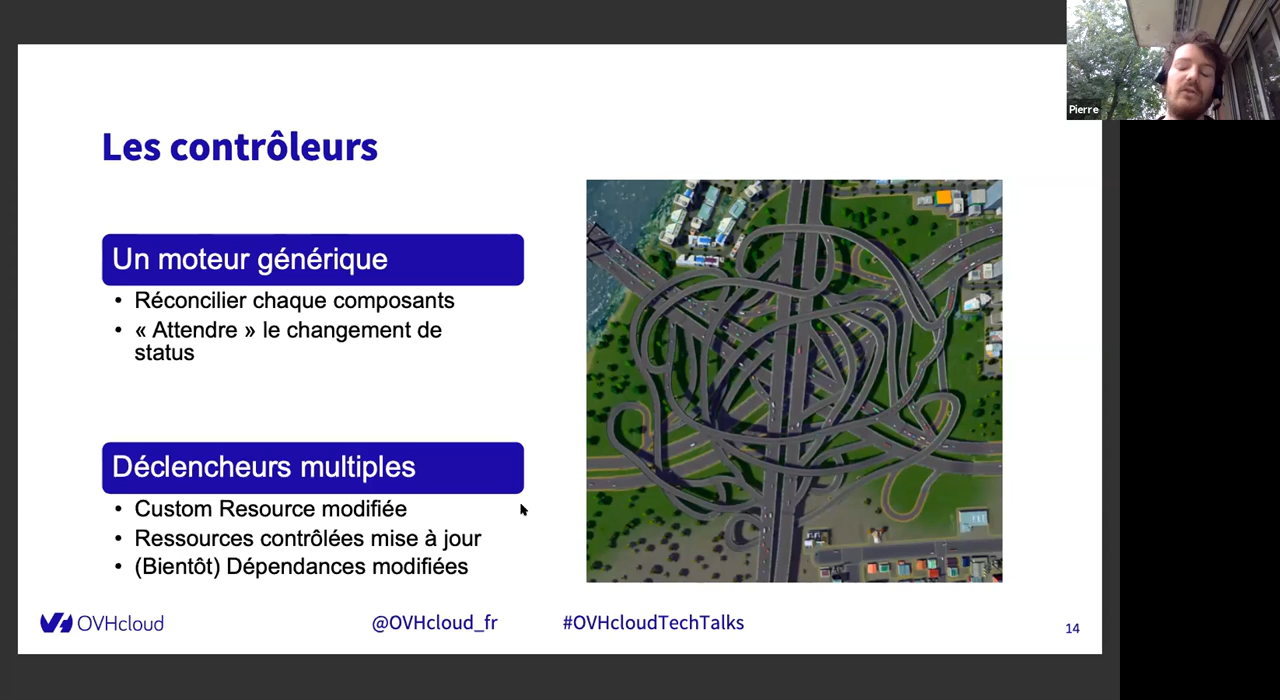 Pierre
Les contrôleurs
Un moteur générique
• Réconcilier chaque composants
• « Attendre » le changement de
status
Déclencheurs multiples
• Custom Resource modifiée
• Ressources contrôlées mise à jour
• (Bientôt) Dépendances modifiées
OVHcloud @OVHcloud_fr #OVHcloudTechTalks 14